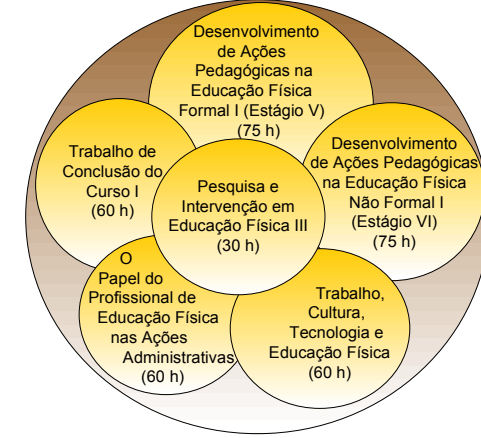 Desenvolvimento
de Ações
Pedagógicas na
Educação Física
Formal I (Estágio V)
(75 h)
Trabalho de
Conclusão do
Curso I
(60 h)
Desenvolvimento
de Ações Pedagógicas
na Educação Física
Não Formal I
(Estágio VI)
(75 h)
Pesquisa e
Intervenção em
Educação Física III
(30 h)
O
Papel do
Profissional de
Educação Física
nas Ações
Administrativas
(60 h)
Trabalho,
Cultura,
Tecnologia e
Educação Física
(60 h)